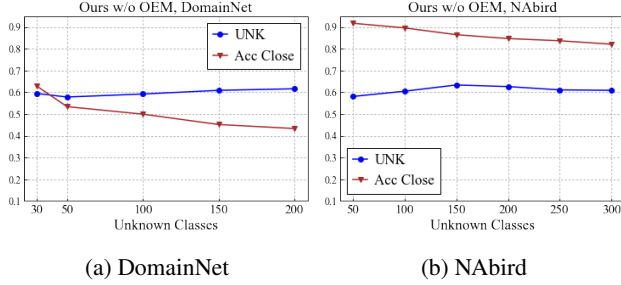 Ours w/o OEM, DomainNet
0.9
0.8
0.7
0.6
0.5
0.4
0.3
0.2
0.1
UNK
Acc Close
30 50 100 150 200
Unknown Classes
(a) DomainNet
Ours w/o OEM, NAbird
0.9
0.8
0.7
0.6
0.5
0.4
0.3
0.2
0.1
UNK
Acc Close
50 100 150 200 250 300
Unknown Classes
(b) NAbird